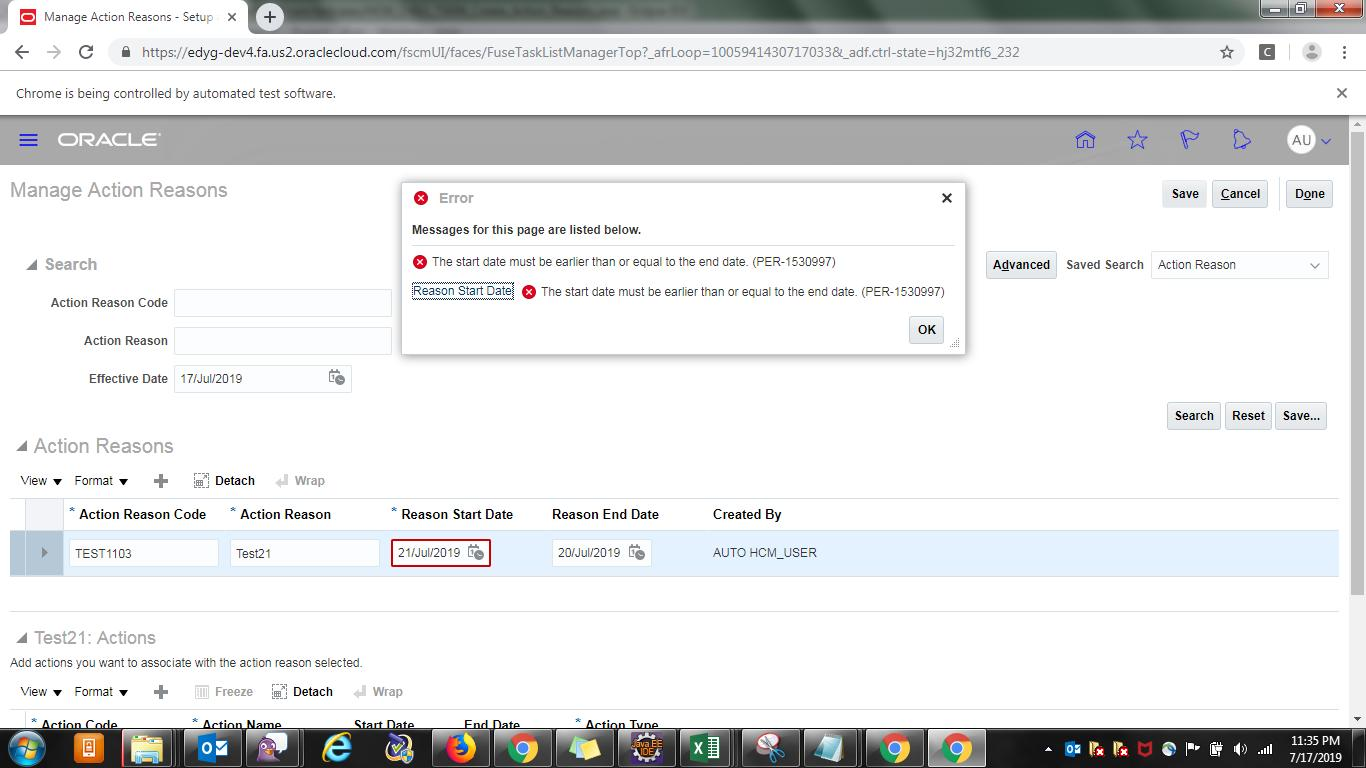 Manage Action Reasons - Setup
https://edyg-dev4.fa.us2.oraclecloud.com/fscmUI/faces/FuseTaskListManagerTop?_afrLoop=10059414307170338&_adf.ctrl-state=hj32mtf6_232
C
Chrome is being controlled by automated test software.
ORACLE
AU
Manage Action Reasons
Save Cancel Done
Error
Messages for this page are listed below.
The start date must be earlier than or equal to the end date. (PER-1530997)
Reason Start Date The start date must be earlier than or equal to the end date. (PER-1530997)
OK
Search
Advanced Saved Search Action Reason
Action Reason Code
Action Reason
Effective Date 17/Jul/2019
Search Reset Save...
Action Reasons
View Format Detach Wrap
* Action Reason Code * Action Reason * Reason Start Date Reason End Date Created By
TEST1103 Test21 21/Jul/2019 20/Jul/2019 AUTO HCM_USER
Test21: Actions
Add actions you want to associate with the action reason selected.
View Format Freeze Detach Wrap
* Action Code * Action Name Start Date End Date * Action Type
Java EE
IDE
11:35 PM
7/17/2019